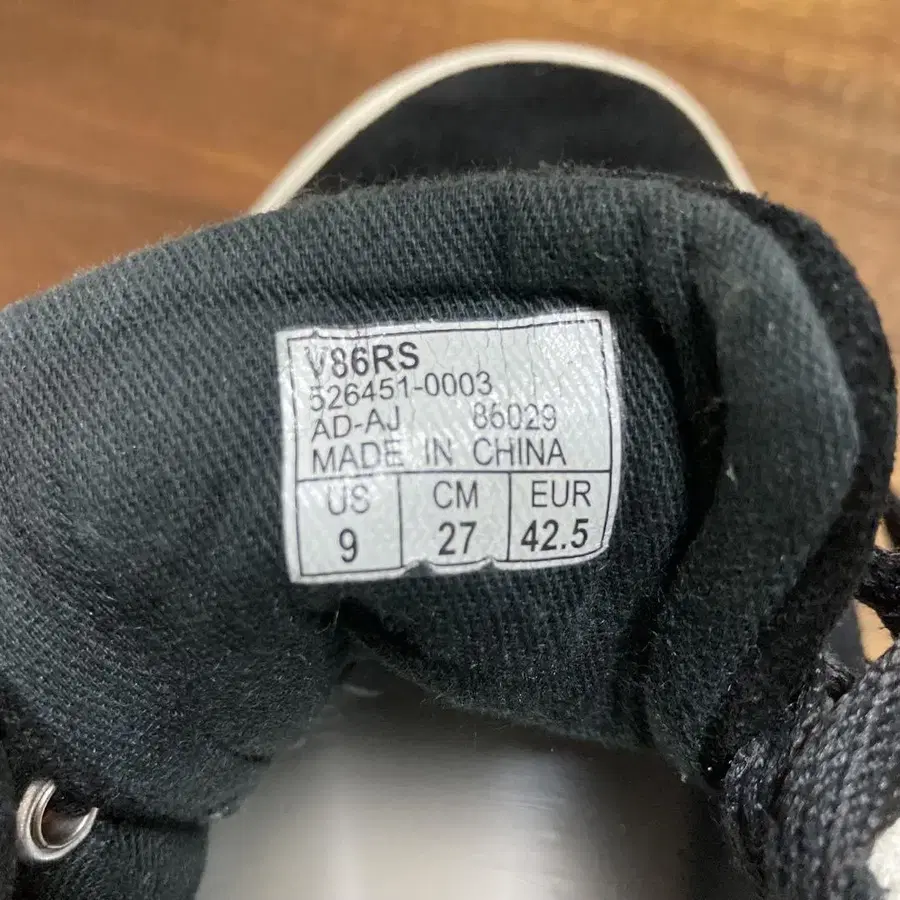 V86RS
526451-0003
AD-AJ 86029
MADE IN CHINA
US CM EUR
9 27 42.5